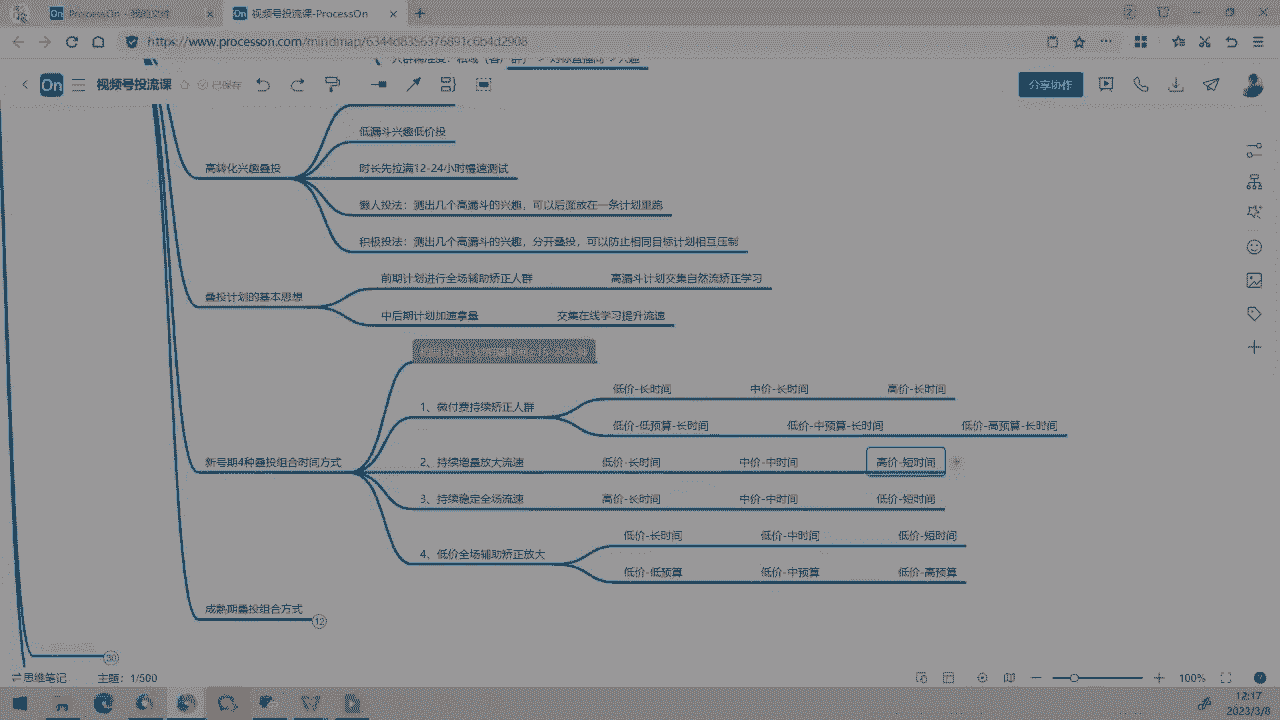 视频号投流课-ProcessOn
https://www.processon.com/mindmap/6344d8356376891c6b4d2908
On 视频号投流课 已保存
分享协作
低漏斗兴趣低价投
高转化兴趣叠投
时长先拉满12-24小时慢速测试
懒人投法：测出几个高漏斗的兴趣，可以后面放在一条计划里跑
积极投法：测出几个高漏斗的兴趣，分开叠投，可以防止相同目标计划相互压制
叠投计划的基本思想
前期计划进行全场辅助矫正人群 高漏斗计划交集自然流矫正学习
中后期计划加速拿量 交集在线学习提升流速
低价-长时间 中价-长时间 高价-长时间
1、微付费持续矫正人群
低价-低预算-长时间 低价-中预算-长时间 低价-高预算-长时间
新号期4种叠投组合时间方式
2、持续增量放大流速 低价-长时间 中价-中时间 高价-短时间
3、持续稳定全场流速 高价-长时间 中价-中时间 低价-短时间
低价-长时间 低价-中时间 低价-短时间
4、低价全场辅助矫正放大
低价-低预算 低价-中预算 低价-高预算
成熟期叠投组合方式 12
30
思维笔记 主题：1/500 100%
12:17
2023/3/8